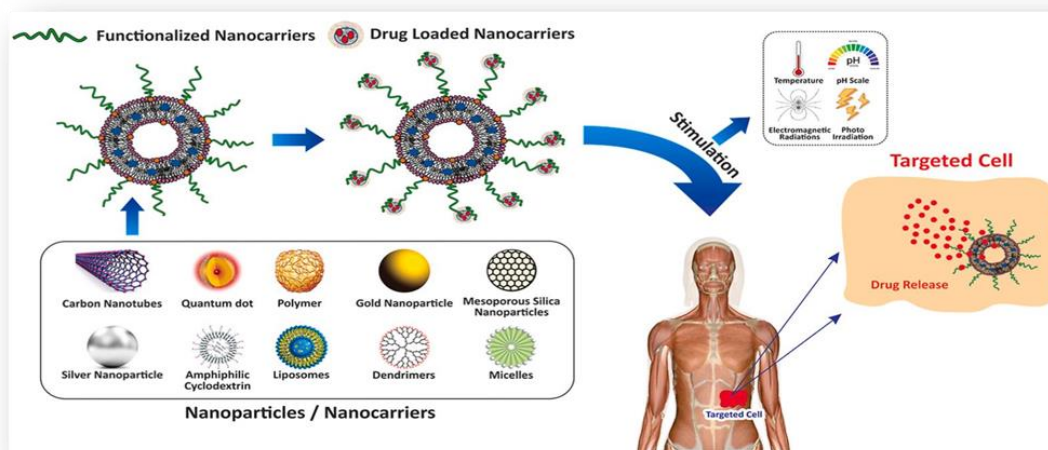 Functionalized Nanocarriers
Drug Loaded Nanocarriers
Temperature
pH
pH Scale
Electromagnetic
Radiations
Photo
Irradiation
Stimulation
Targeted Cell
Drug Release
Carbon Nanotubes
Quantum dot
Polymer
Gold Nanoparticle
Mesoporous Silica
Nanoparticles
Silver Nanoparticle
Amphiphilic
Cyclodextrin
Liposomes
Dendrimers
Micelles
Nanoparticles / Nanocarriers
Targeted Cell